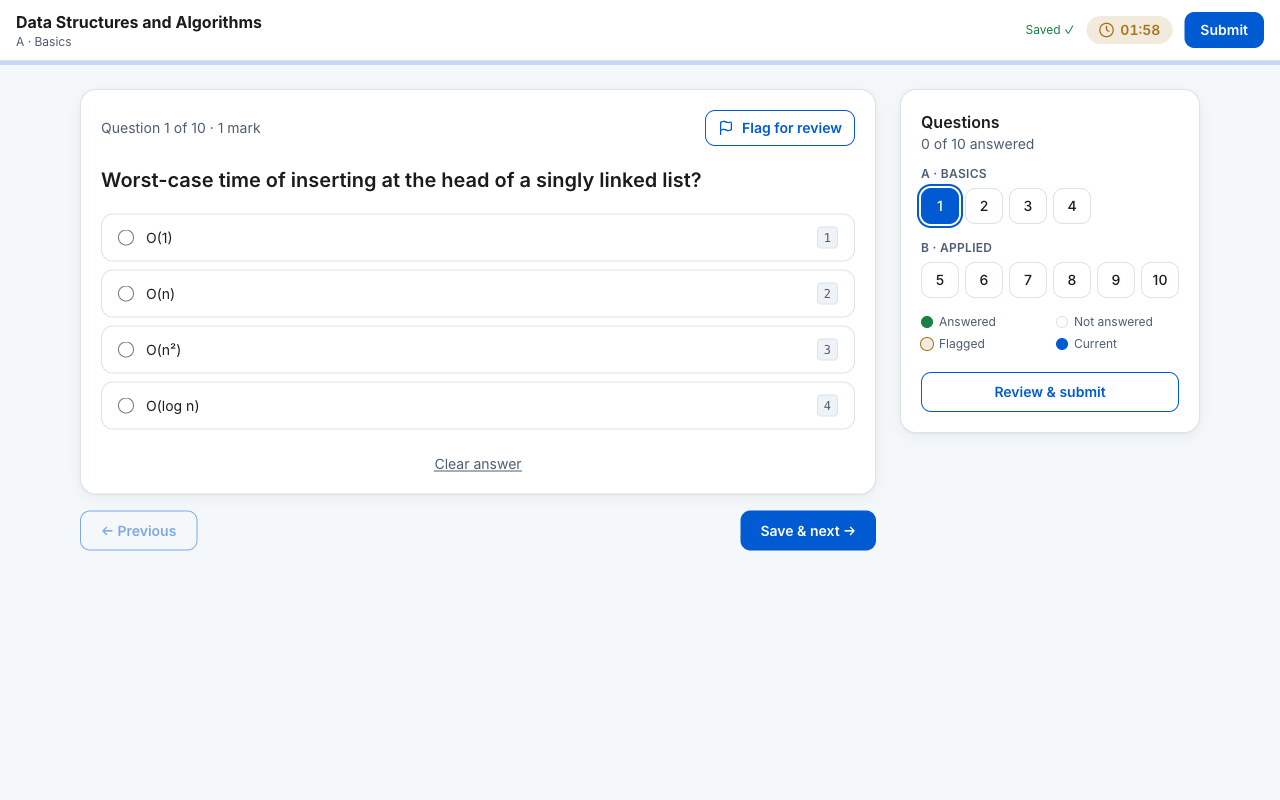 Data Structures and Algorithms
A · Basics
Saved ✓
01:58
Submit
Question 1 of 10 · 1 mark
Flag for review
Worst-case time of inserting at the head of a singly linked list?
O(1) 1
O(n) 2
O(n²) 3
O(log n) 4
Clear answer
← Previous
Save & next →
Questions
0 of 10 answered
A · BASICS
1 2 3 4
B · APPLIED
5 6 7 8 9 10
Answered Not answered
Flagged Current
Review & submit